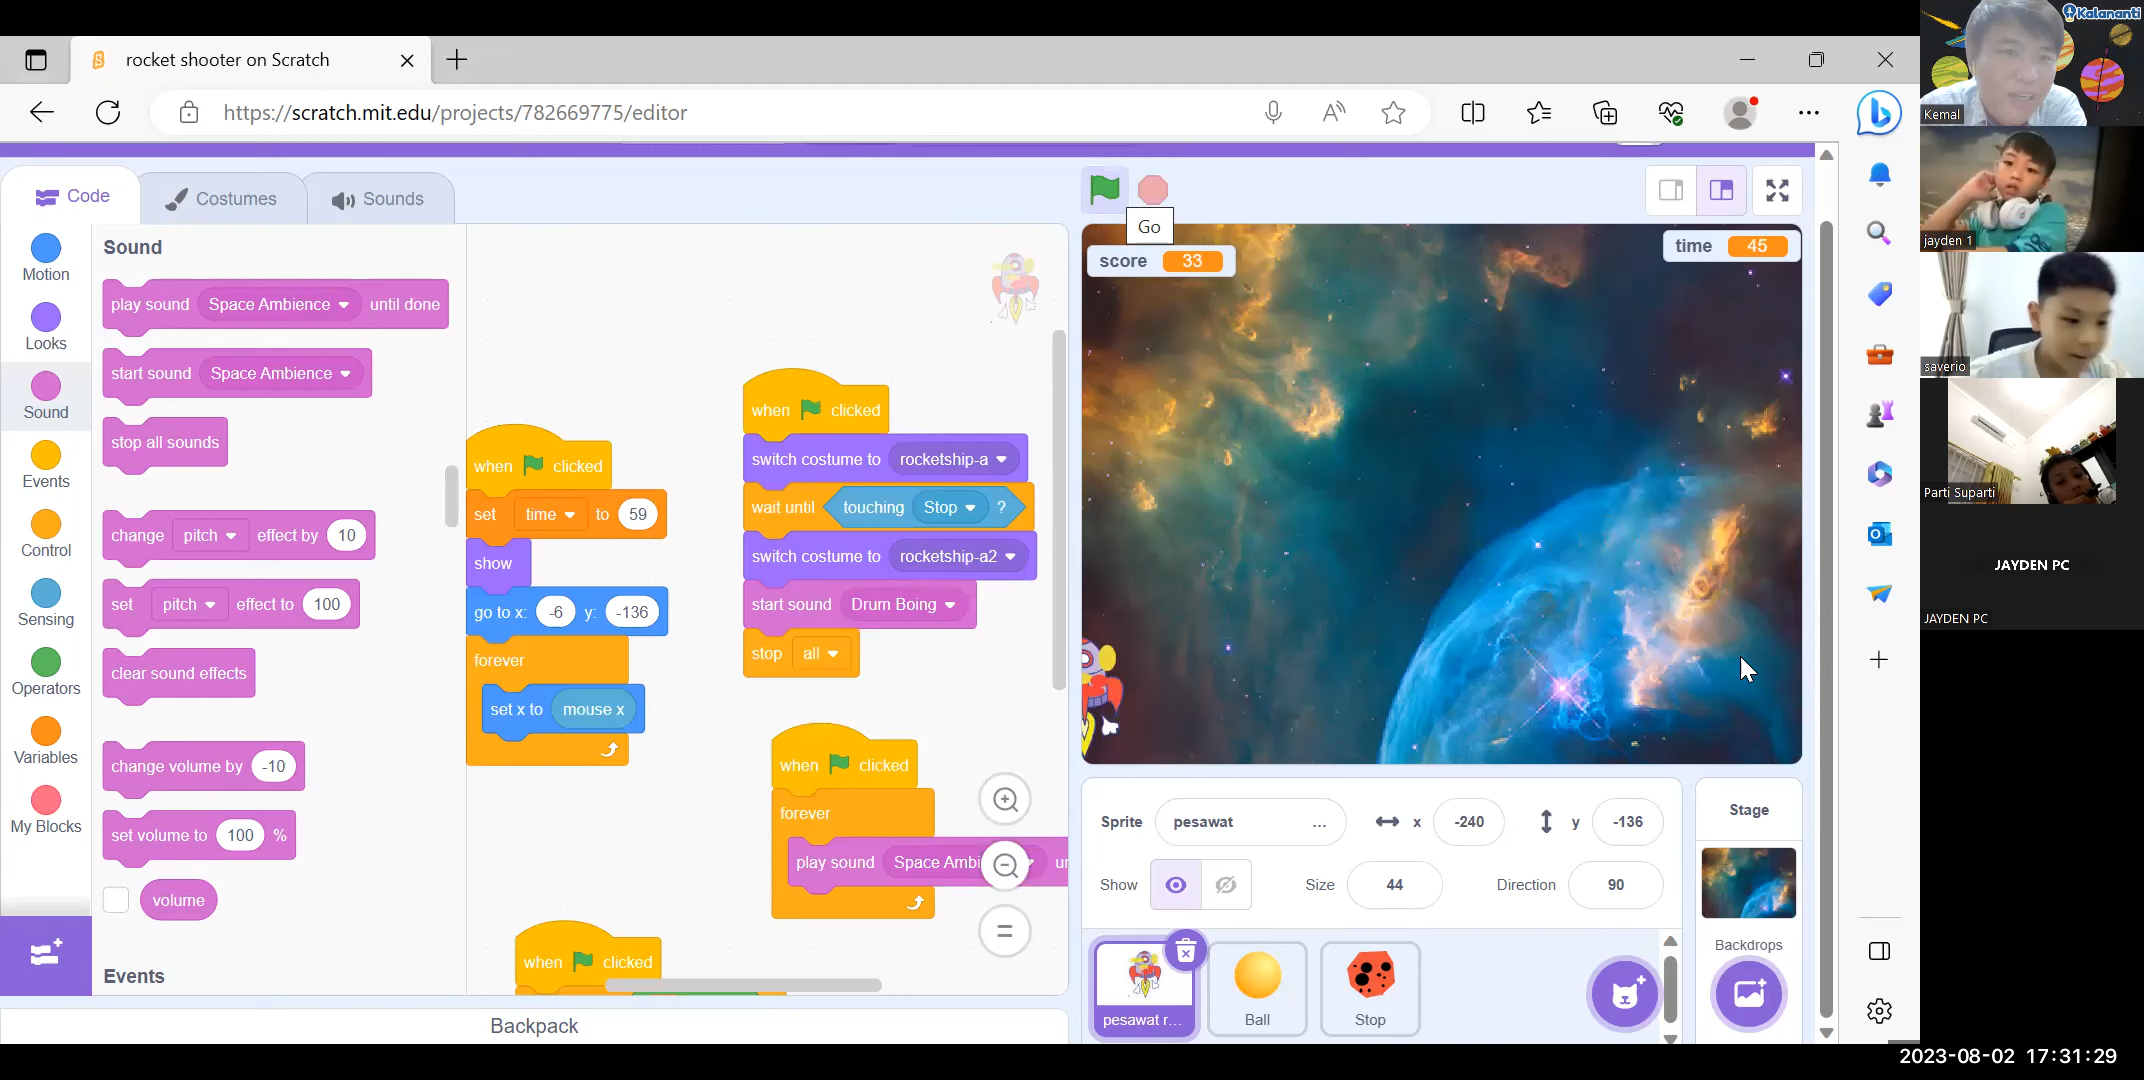 rocket shooter on Scratch
https://scratch.mit.edu/projects/782669775/editor
Code
Costumes
Sounds
Motion
Looks
Sound
Events
Control
Sensing
Operators
Variables
My Blocks
Sound
play sound Space Ambience until done
start sound Space Ambience
stop all sounds
change pitch effect by 10
set pitch effect to 100
clear sound effects
change volume by -10
set volume to 100 %
volume
Events
when clicked
set time to 59
show
go to x: -6 y: -136
forever
set x to mouse x
when clicked
switch costume to rocketship-a
wait until touching Stop ?
switch costume to rocketship-a2
start sound Drum Boing
stop all
when clicked
forever
play sound Space Ambi
when clicked
Backpack
Go
score 33
time 45
Sprite pesawat ... x -240 y -136
Show Size 44 Direction 90
pesawat r...
Ball
Stop
Stage
Backdrops
Kalananti
Kemal
jayden 1
saverio
Parti Suparti
JAYDEN PC
JAYDEN PC
2023-08-02 17:31:29